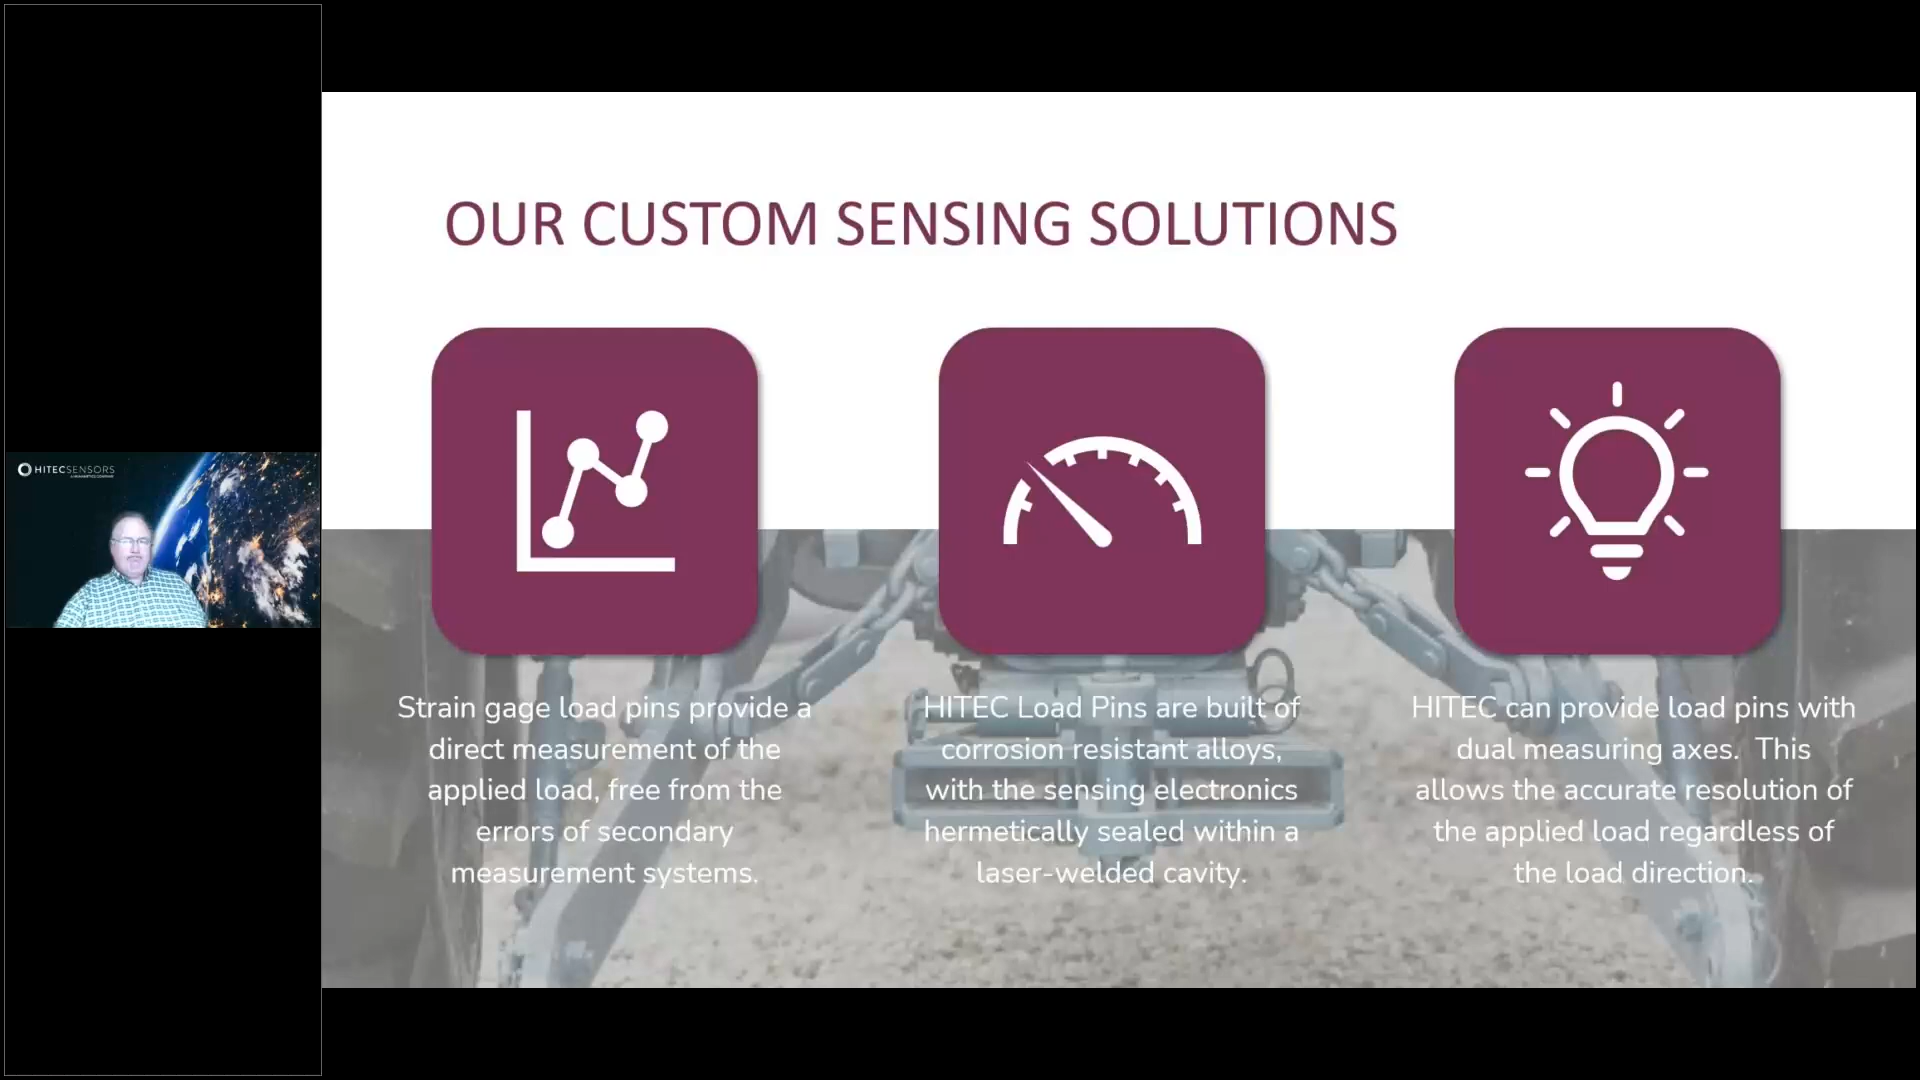 HITECSENSORS
OUR CUSTOM SENSING SOLUTIONS
Strain gage load pins provide a
direct measurement of the
applied load, free from the
errors of secondary
measurement systems.
HITEC Load Pins are built of
corrosion resistant alloys,
with the sensing electronics
hermetically sealed within a
laser-welded cavity.
HITEC can provide load pins with
dual measuring axes.  This
allows the accurate resolution of
the applied load regardless of
the load direction.